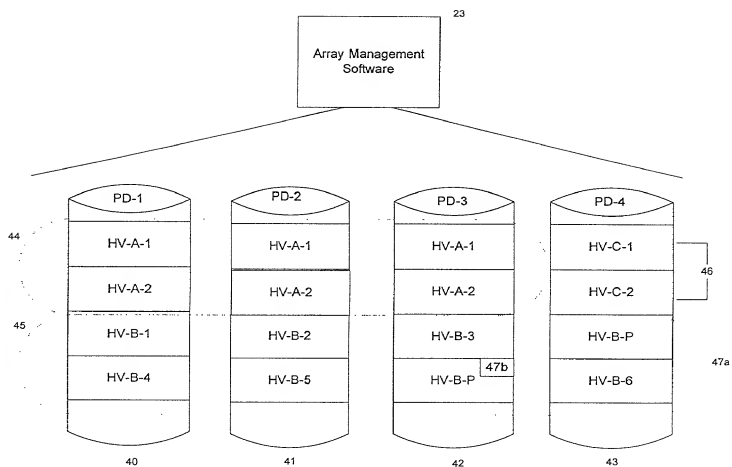 23
Array Management
Software
PD-1 PD-2 PD-3 PD-4
44 HV-A-1 HV-A-1 HV-A-1 HV-C-1
46
HV-A-2 HV-A-2 HV-A-2 HV-C-2
45 HV-B-1 HV-B-2 HV-B-3 HV-B-P
47b 47a
HV-B-4 HV-B-5 HV-B-P HV-B-6
40 41 42 43